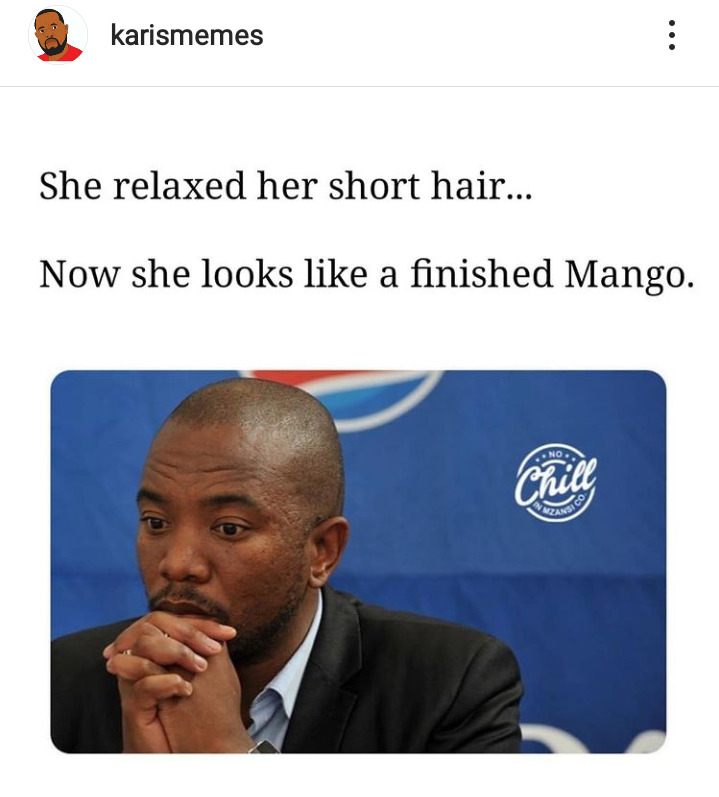 karismemes
She relaxed her short hair...
Now she looks like a finished Mango.
NO
Chill
IN MZANSI CO.